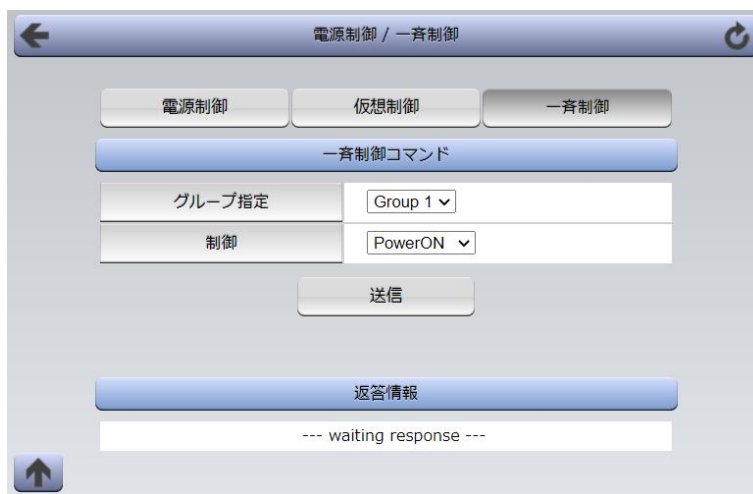 電源制御 / 一斉制御
電源制御 仮想制御 一斉制御
一斉制御コマンド
グループ指定 Group 1
制御 PowerON
送信
返答情報
--- waiting response ---